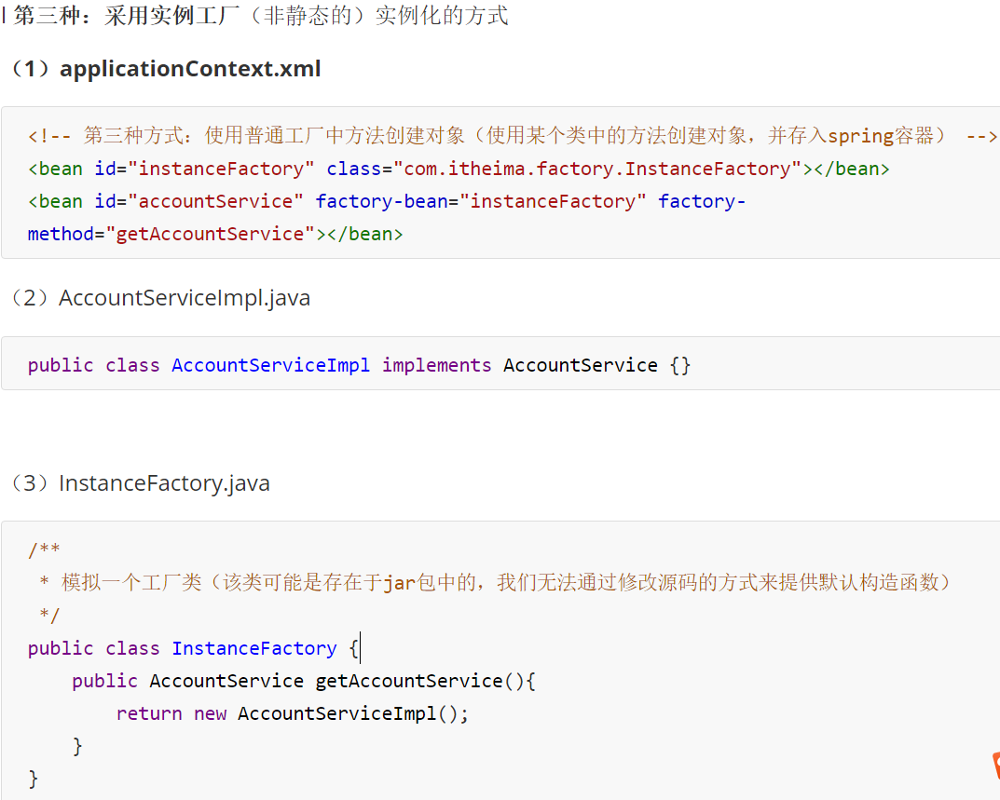 第三种：采用实例工厂（非静态的）实例化的方式
（1）applicationContext.xml
<!-- 第三种方式：使用普通工厂中方法创建对象（使用某个类中的方法创建对象，并存入spring容器） -->
<bean id="instanceFactory" class="com.itheima.factory.InstanceFactory"></bean>
<bean id="accountService" factory-bean="instanceFactory" factory-
method="getAccountService"></bean>
（2）AccountServiceImpl.java
public class AccountServiceImpl implements AccountService {}
（3）InstanceFactory.java
/**
 * 模拟一个工厂类（该类可能是存在于jar包中的，我们无法通过修改源码的方式来提供默认构造函数）
 */
public class InstanceFactory {
    public AccountService getAccountService(){
        return new AccountServiceImpl();
    }
}